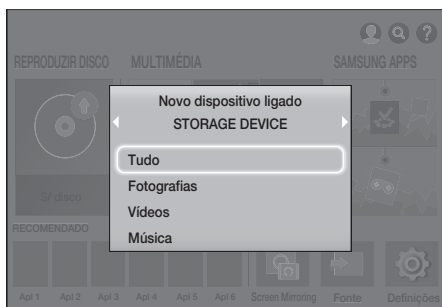 REPRODUZIR DISCO MULTIMÉDIA SAMSUNG APPS
Novo dispositivo ligado
STORAGE DEVICE
Tudo
Fotografias
Vídeos
Música
S/ disco
RECOMENDADO
Apl 1 Apl 2 Apl 3 Apl 4 Apl 5 Apl 6 Screen Mirroring Fonte Definições